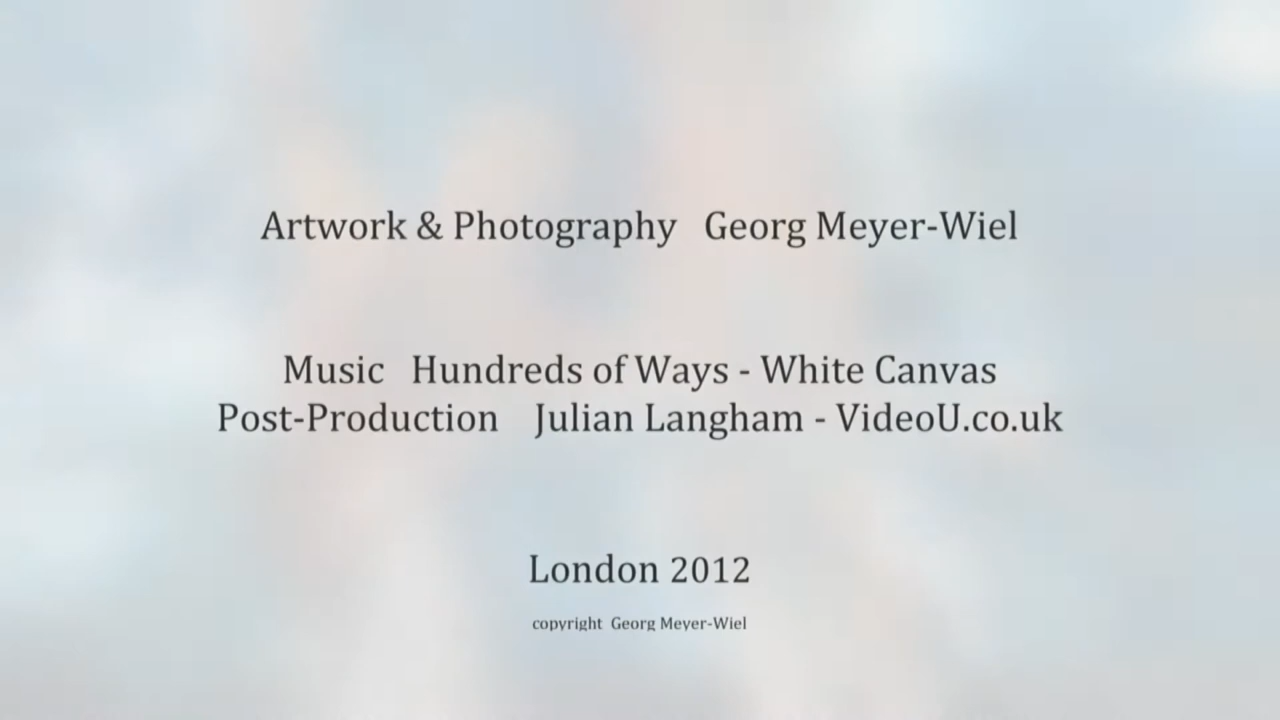 Artwork & Photography Georg Meyer-Wiel
Music Hundreds of Ways - White Canvas
Post-Production Julian Langham - VideoU.co.uk
London 2012
copyright Georg Meyer-Wiel